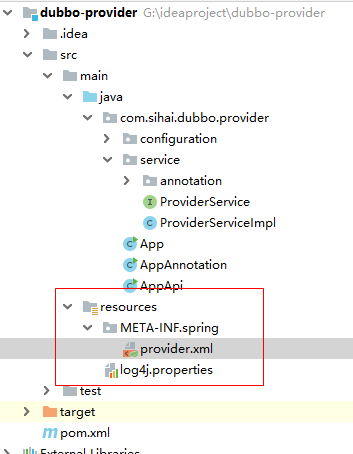 dubbo-provider G:\ideaproject\dubbo-provider
.idea
src
main
java
com.sihai.dubbo.provider
configuration
service
annotation
ProviderService
ProviderServiceImpl
App
AppAnnotation
AppApi
resources
META-INF.spring
provider.xml
log4j.properties
test
target
pom.xml
External Libraries